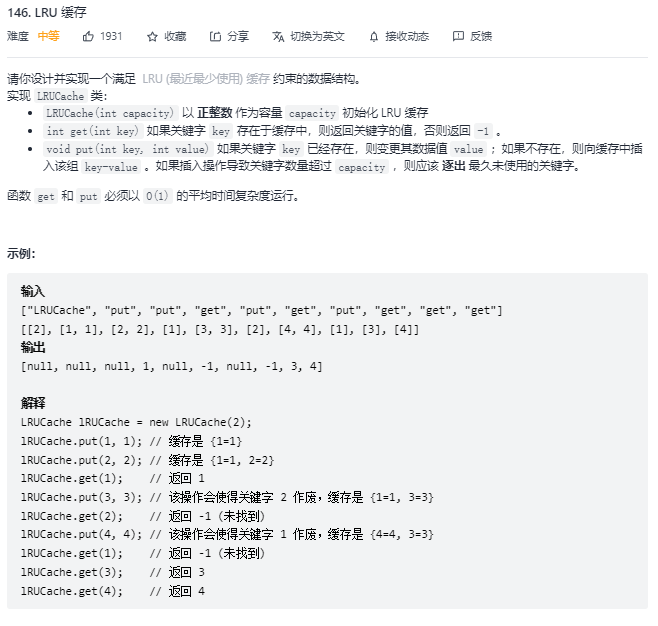 146. LRU 缓存
难度 中等 1931 收藏 分享 切换为英文 接收动态 反馈
请你设计并实现一个满足 LRU (最近最少使用) 缓存 约束的数据结构。
实现 LRUCache 类：
LRUCache(int capacity) 以 正整数 作为容量 capacity 初始化 LRU 缓存
int get(int key) 如果关键字 key 存在于缓存中，则返回关键字的值，否则返回 -1 。
void put(int key, int value) 如果关键字 key 已经存在，则变更其数据值 value ；如果不存在，则向缓存中插
入该组 key-value 。如果插入操作导致关键字数量超过 capacity ，则应该 逐出 最久未使用的关键字。
函数 get 和 put 必须以 O(1) 的平均时间复杂度运行。
示例：
输入
["LRUCache", "put", "put", "get", "put", "get", "put", "get", "get", "get"]
[[2], [1, 1], [2, 2], [1], [3, 3], [2], [4, 4], [1], [3], [4]]
输出
[null, null, null, 1, null, -1, null, -1, 3, 4]
解释
LRUCache lRUCache = new LRUCache(2);
lRUCache.put(1, 1); // 缓存是 {1=1}
lRUCache.put(2, 2); // 缓存是 {1=1, 2=2}
lRUCache.get(1);    // 返回 1
lRUCache.put(3, 3); // 该操作会使得关键字 2 作废，缓存是 {1=1, 3=3}
lRUCache.get(2);    // 返回 -1 (未找到)
lRUCache.put(4, 4); // 该操作会使得关键字 1 作废，缓存是 {4=4, 3=3}
lRUCache.get(1);    // 返回 -1 (未找到)
lRUCache.get(3);    // 返回 3
lRUCache.get(4);    // 返回 4